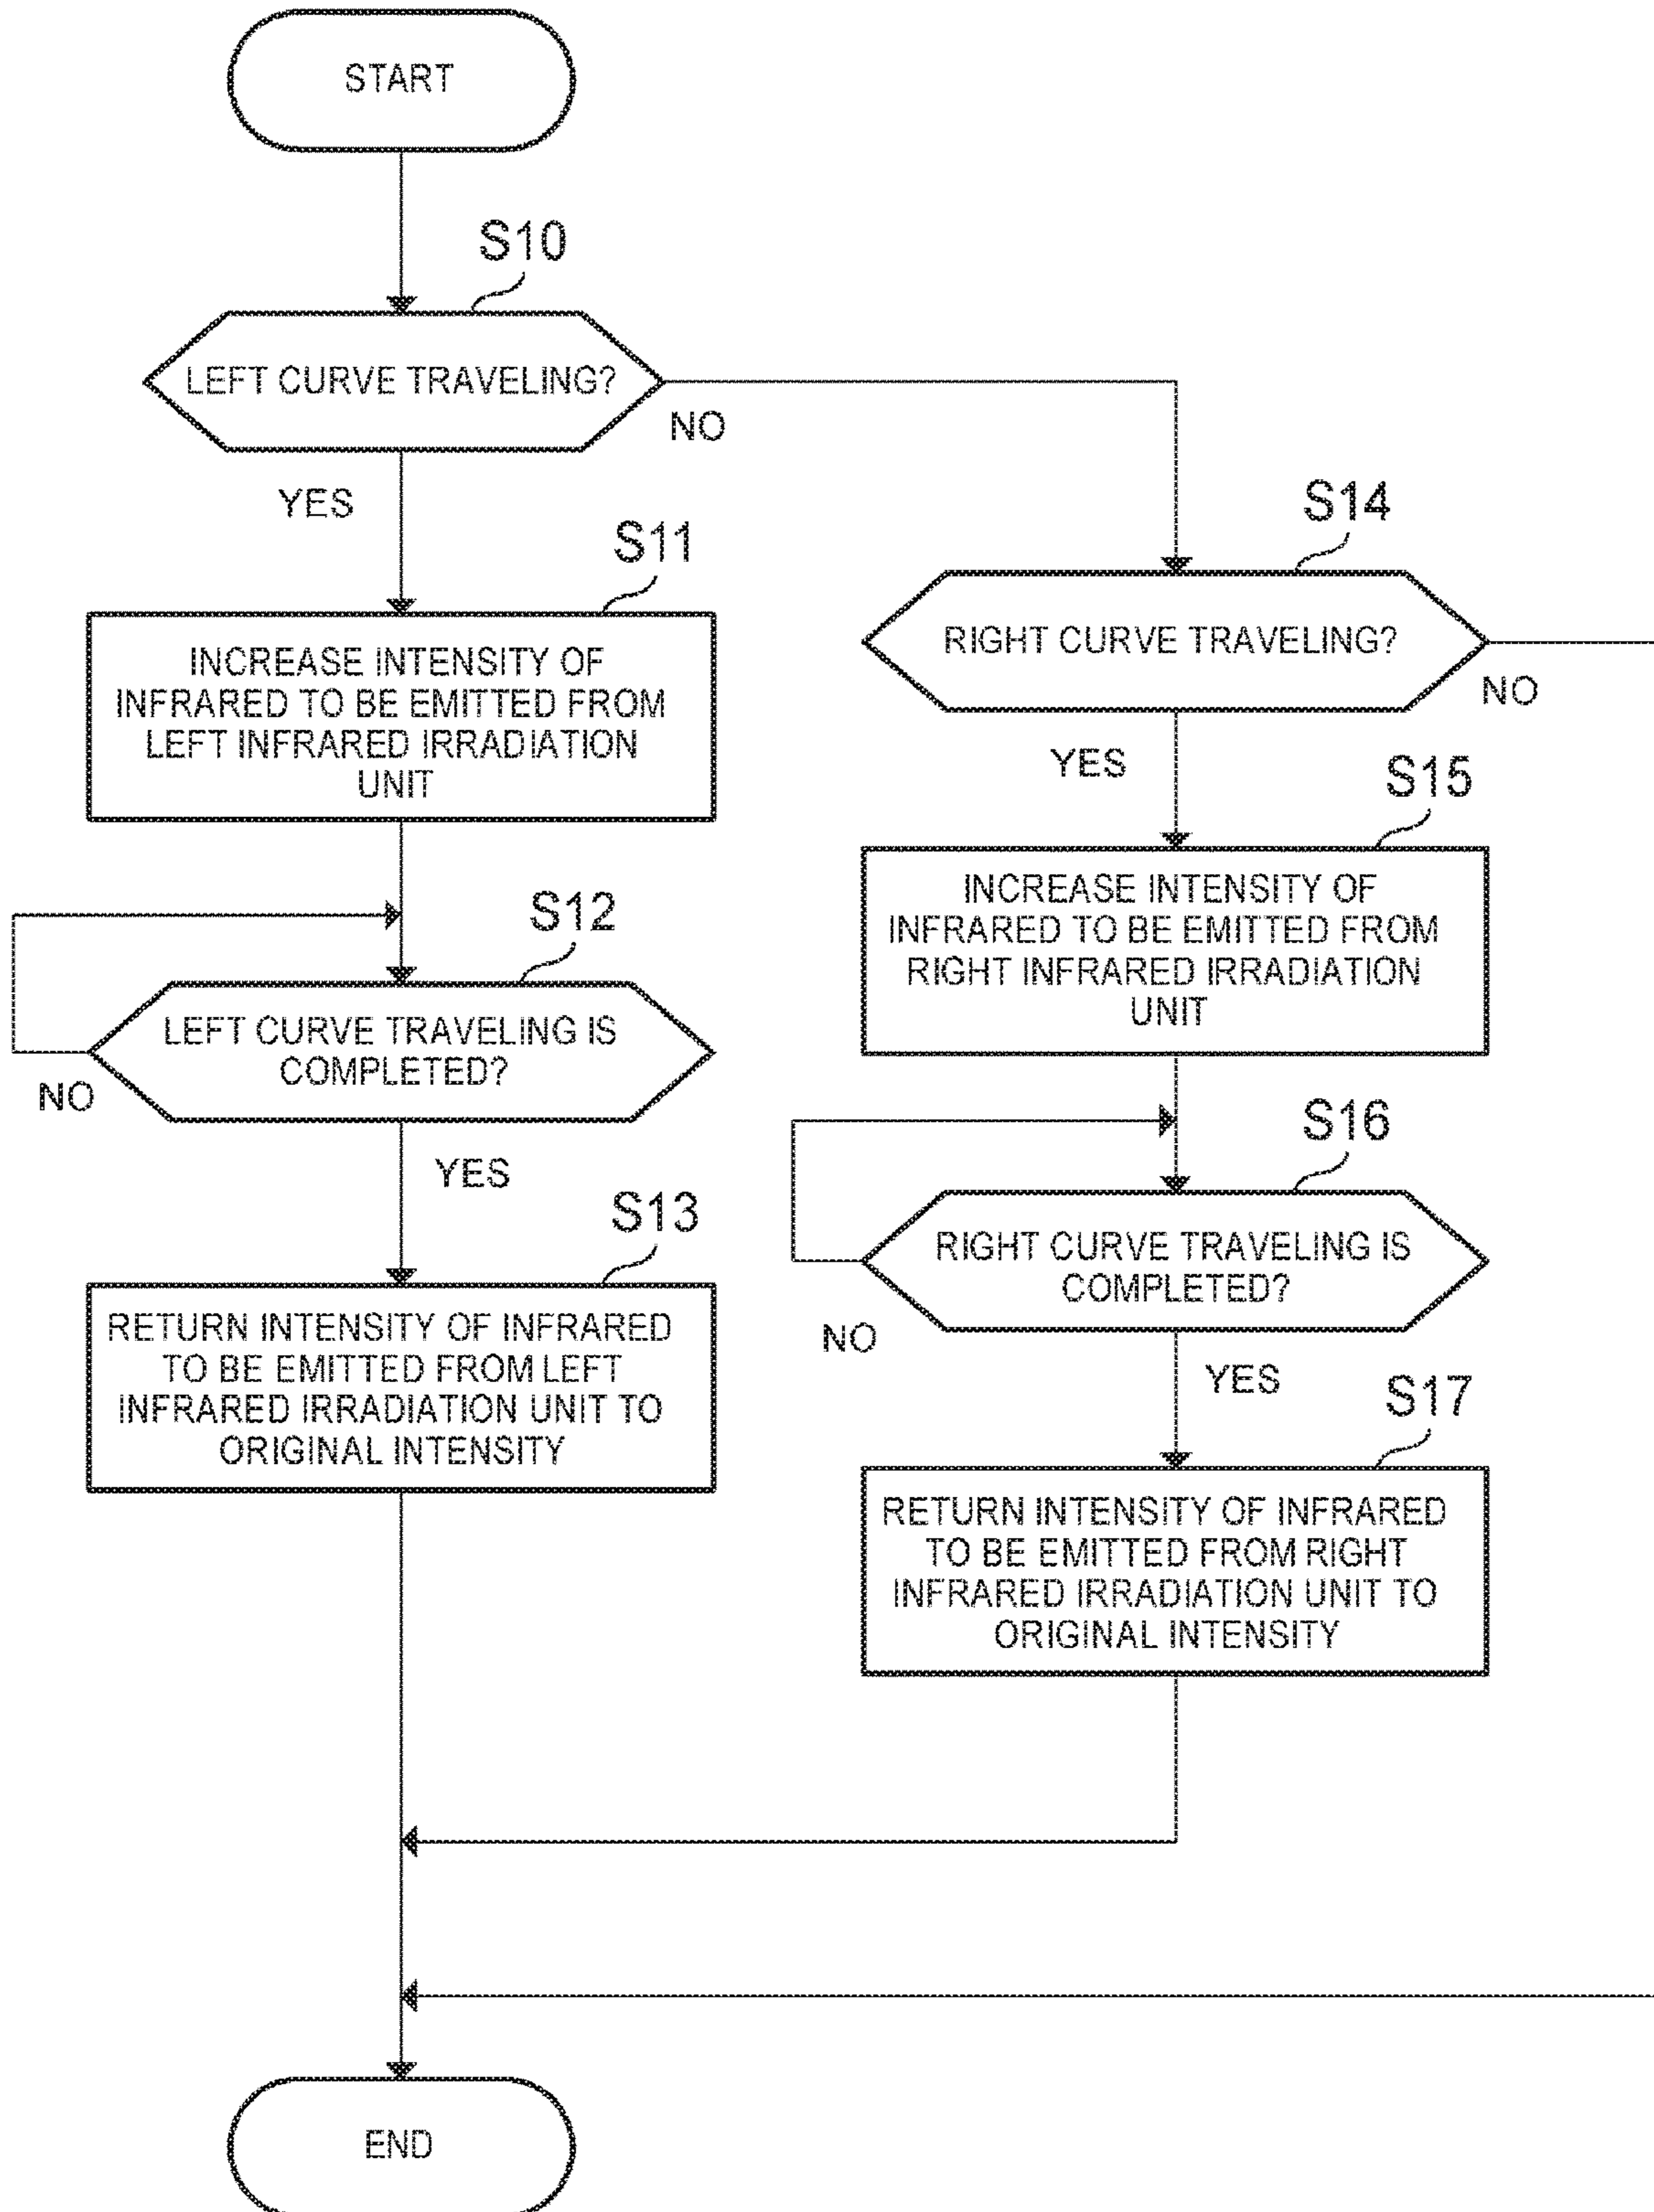 START
S10
LEFT CURVE TRAVELING?
NO
YES
S11
INCREASE INTENSITY OF
INFRARED TO BE EMITTED FROM
LEFT INFRARED IRRADIATION
UNIT
S12
LEFT CURVE TRAVELING IS
COMPLETED?
NO
YES
S13
RETURN INTENSITY OF INFRARED
TO BE EMITTED FROM LEFT
INFRARED IRRADIATION UNIT TO
ORIGINAL INTENSITY
S14
RIGHT CURVE TRAVELING?
NO
YES
S15
INCREASE INTENSITY OF
INFRARED TO BE EMITTED FROM
RIGHT INFRARED IRRADIATION
UNIT
S16
RIGHT CURVE TRAVELING IS
COMPLETED?
NO
YES
S17
RETURN INTENSITY OF INFRARED
TO BE EMITTED FROM RIGHT
INFRARED IRRADIATION UNIT TO
ORIGINAL INTENSITY
END